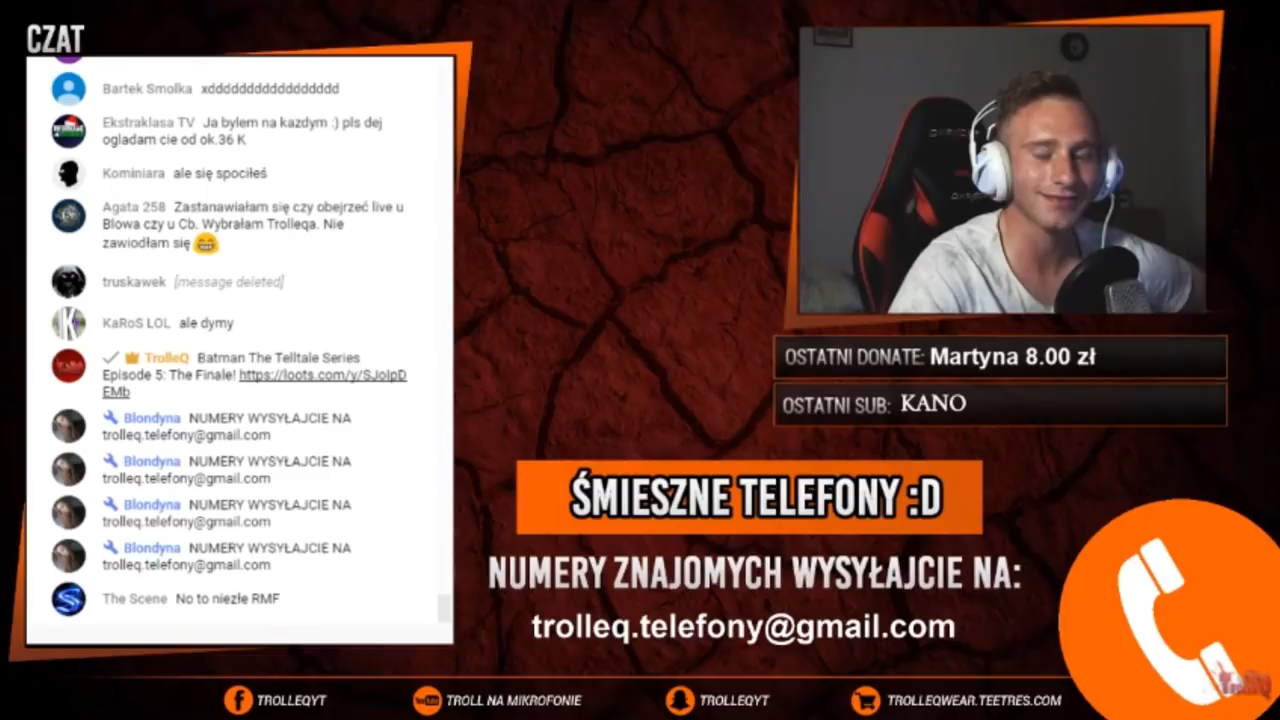 CZAT
Bartek Smolka xdddddddddddddddddd
Ekstraklasa TV Ja bylem na kazdym :) pls dej
ogladam cie od ok.36 K
Kominiara ale się spociłeś
Agata 258 Zastanawiałam się czy obejrzeć live u
Blowa czy u Cb. Wybrałam Trolleqa. Nie
zawiodłam się
truskawek [message deleted]
KaRoS LOL ale dymy
TrolleQ Batman The Telltale Series
Episode 5: The Finale! https://loots.com/y/SJoIpD
EMb
Blondyna NUMERY WYSYŁAJCIE NA
trolleq.telefony@gmail.com
Blondyna NUMERY WYSYŁAJCIE NA
trolleq.telefony@gmail.com
Blondyna NUMERY WYSYŁAJCIE NA
trolleq.telefony@gmail.com
Blondyna NUMERY WYSYŁAJCIE NA
trolleq.telefony@gmail.com
The Scene No to niezłe RMF
OSTATNI DONATE: Martyna 8.00 zł
OSTATNI SUB: KANO
ŚMIESZNE TELEFONY :D
NUMERY ZNAJOMYCH WYSYŁAJCIE NA:
trolleq.telefony@gmail.com
TROLLEQYT
TROLL NA MIKROFONIE
TROLLEQYT
TROLLEQWEAR.TEETRES.COM